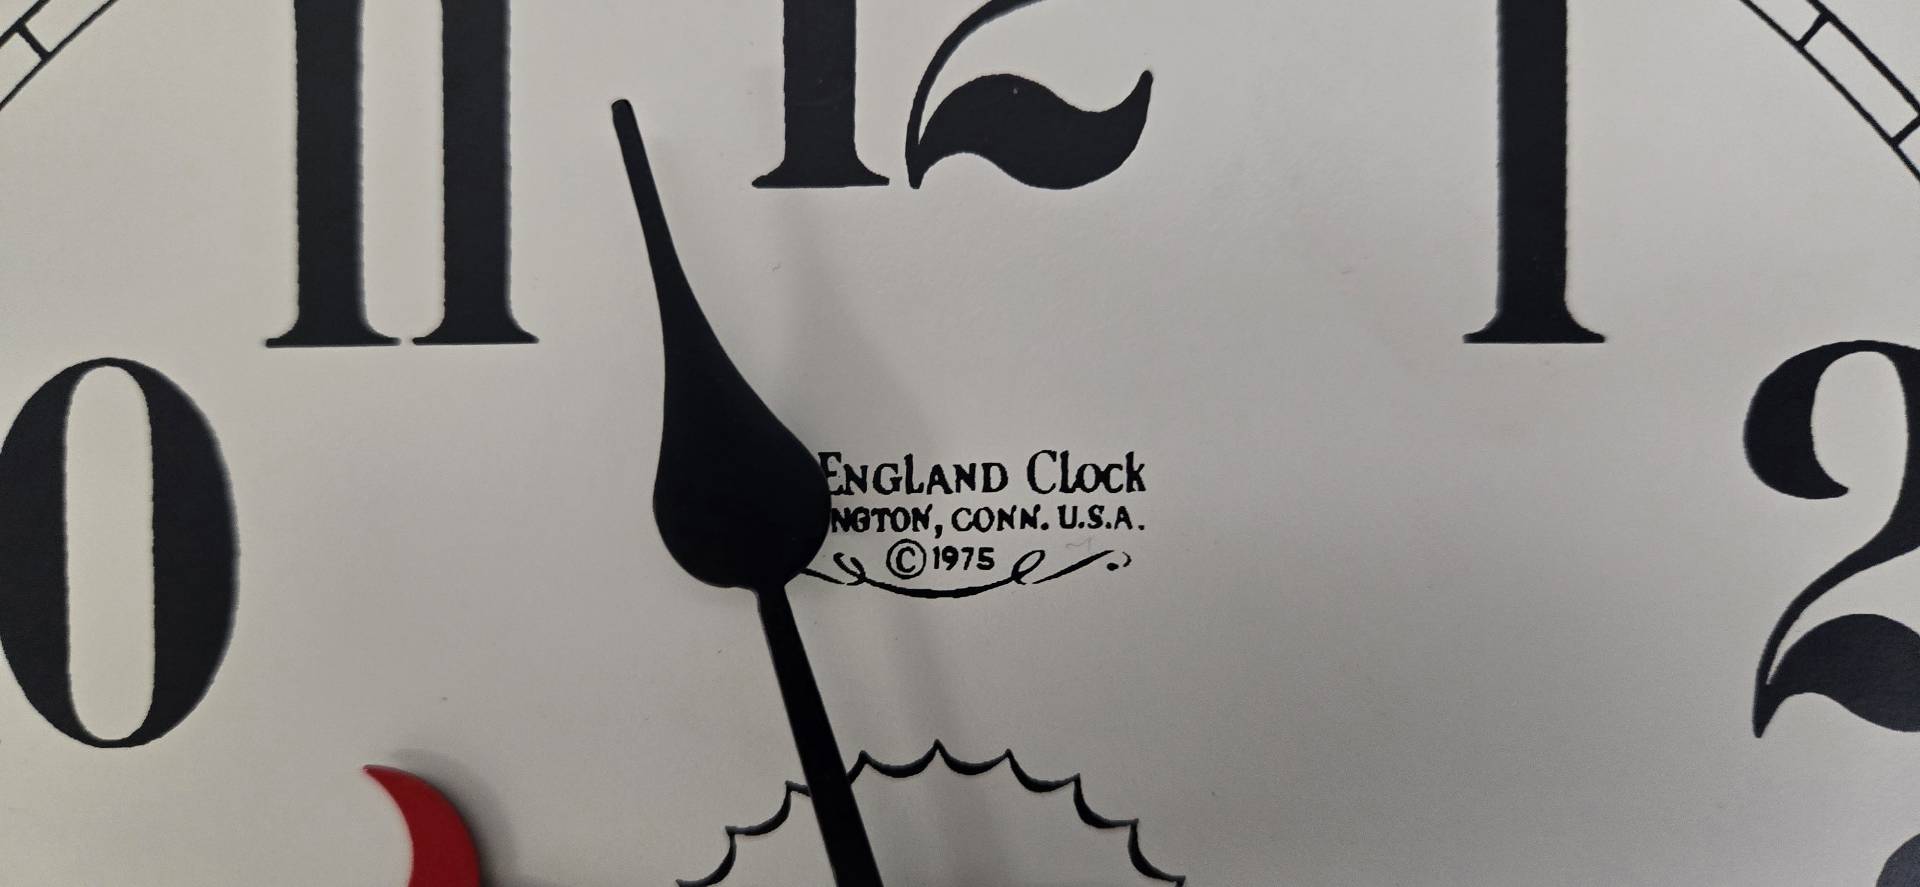 11 12 1
0 2
ENGLAND Clock
NGTON, CONN. U.S.A.
©1975